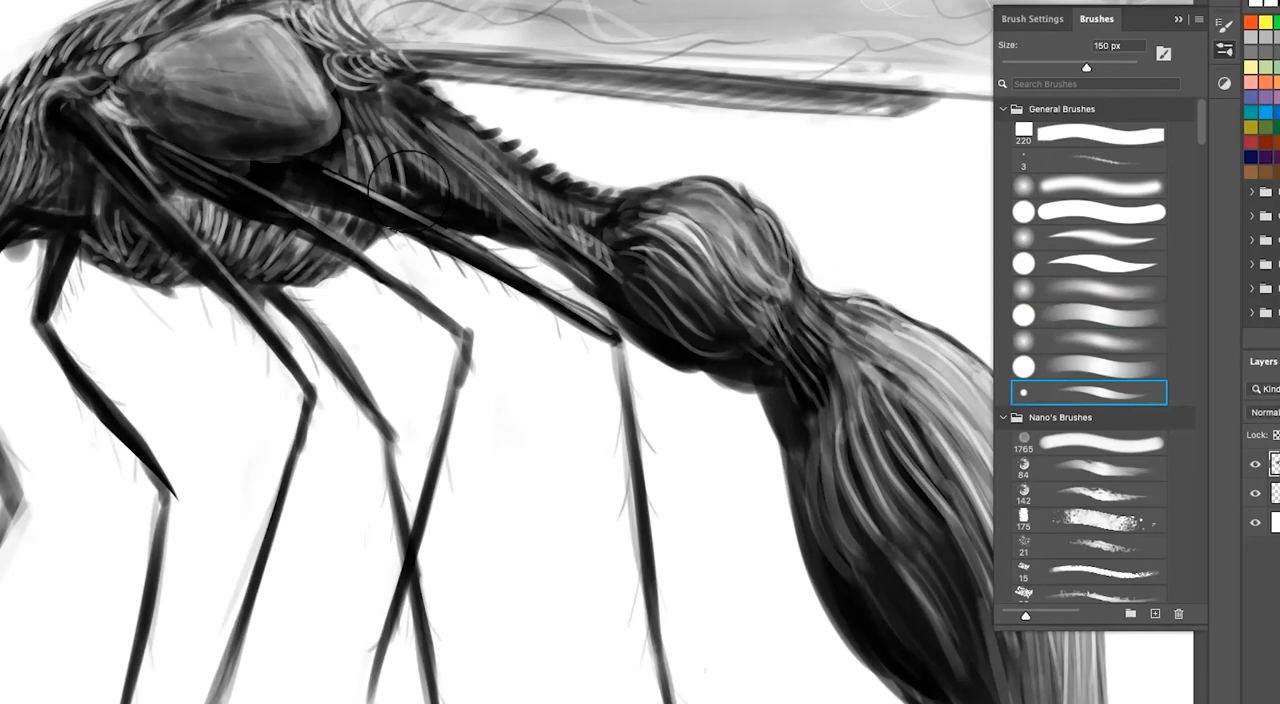 Brush Settings Brushes
Size: 150 px
Search Brushes
General Brushes
220
3
Nano's Brushes
1765
84
142
175
21
15
Layers
Kind
Norma
Lock: